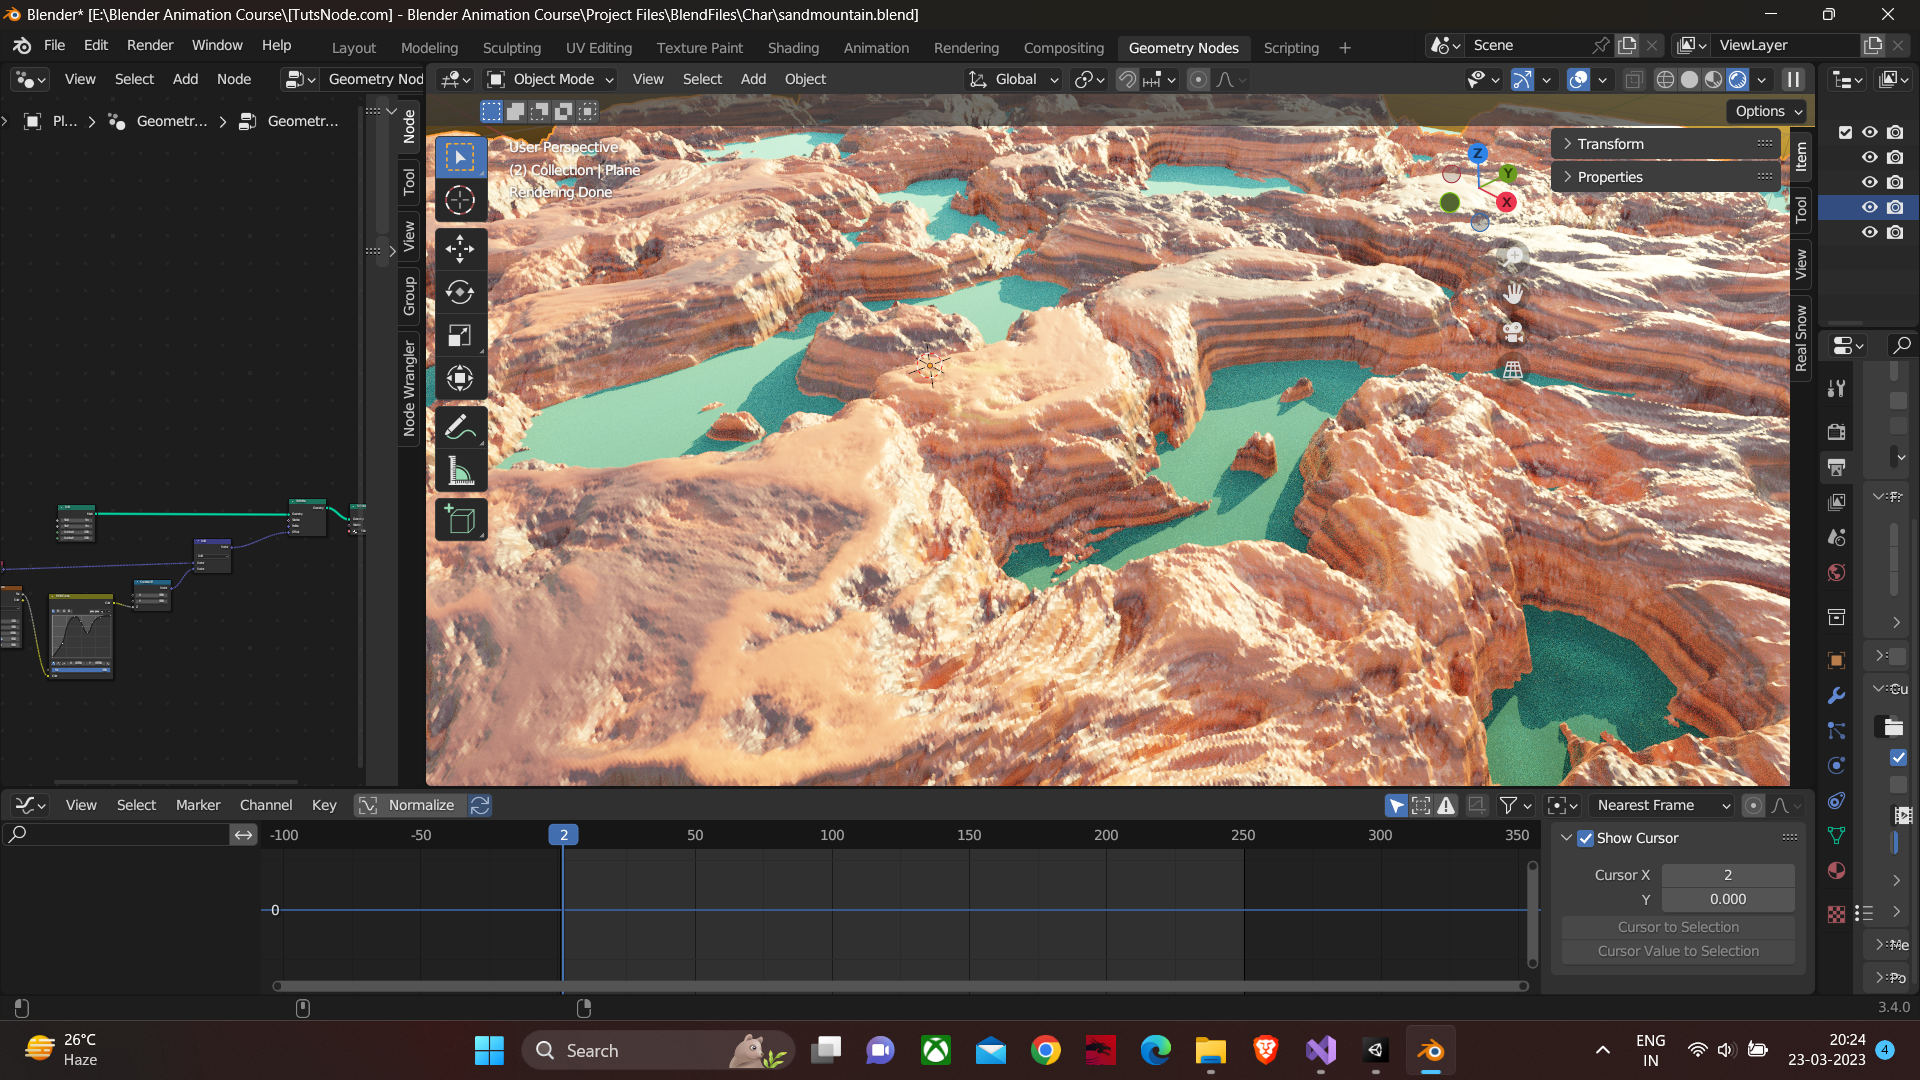 Blender* [E:\Blender Animation Course\[TutsNode.com] - Blender Animation Course\Project Files\BlendFiles\Char\sandmountain.blend]
File Edit Render Window Help Layout Modeling Sculpting UV Editing Texture Paint Shading Animation Rendering Compositing Geometry Nodes Scripting + Scene ViewLayer
View Select Add Node Geometry Nod Object Mode View Select Add Object Global
Options
Pl... Geometr... Geometr...
Node
Tool
View
Group
Node Wrangler
User Perspective
(2) Collection | Plane
Rendering Done
Z
Y
X
Transform
Properties
Item
Tool
View
Real Snow
Fr
Cu
Me
Po
View Select Marker Channel Key Normalize Nearest Frame
-100 -50 2 50 100 150 200 250 300 350
0
Show Cursor
Cursor X 2
Y 0.000
Cursor to Selection
Cursor Value to Selection
3.4.0
26°C
Haze
Search
ENG
IN
20:24
23-03-2023
4